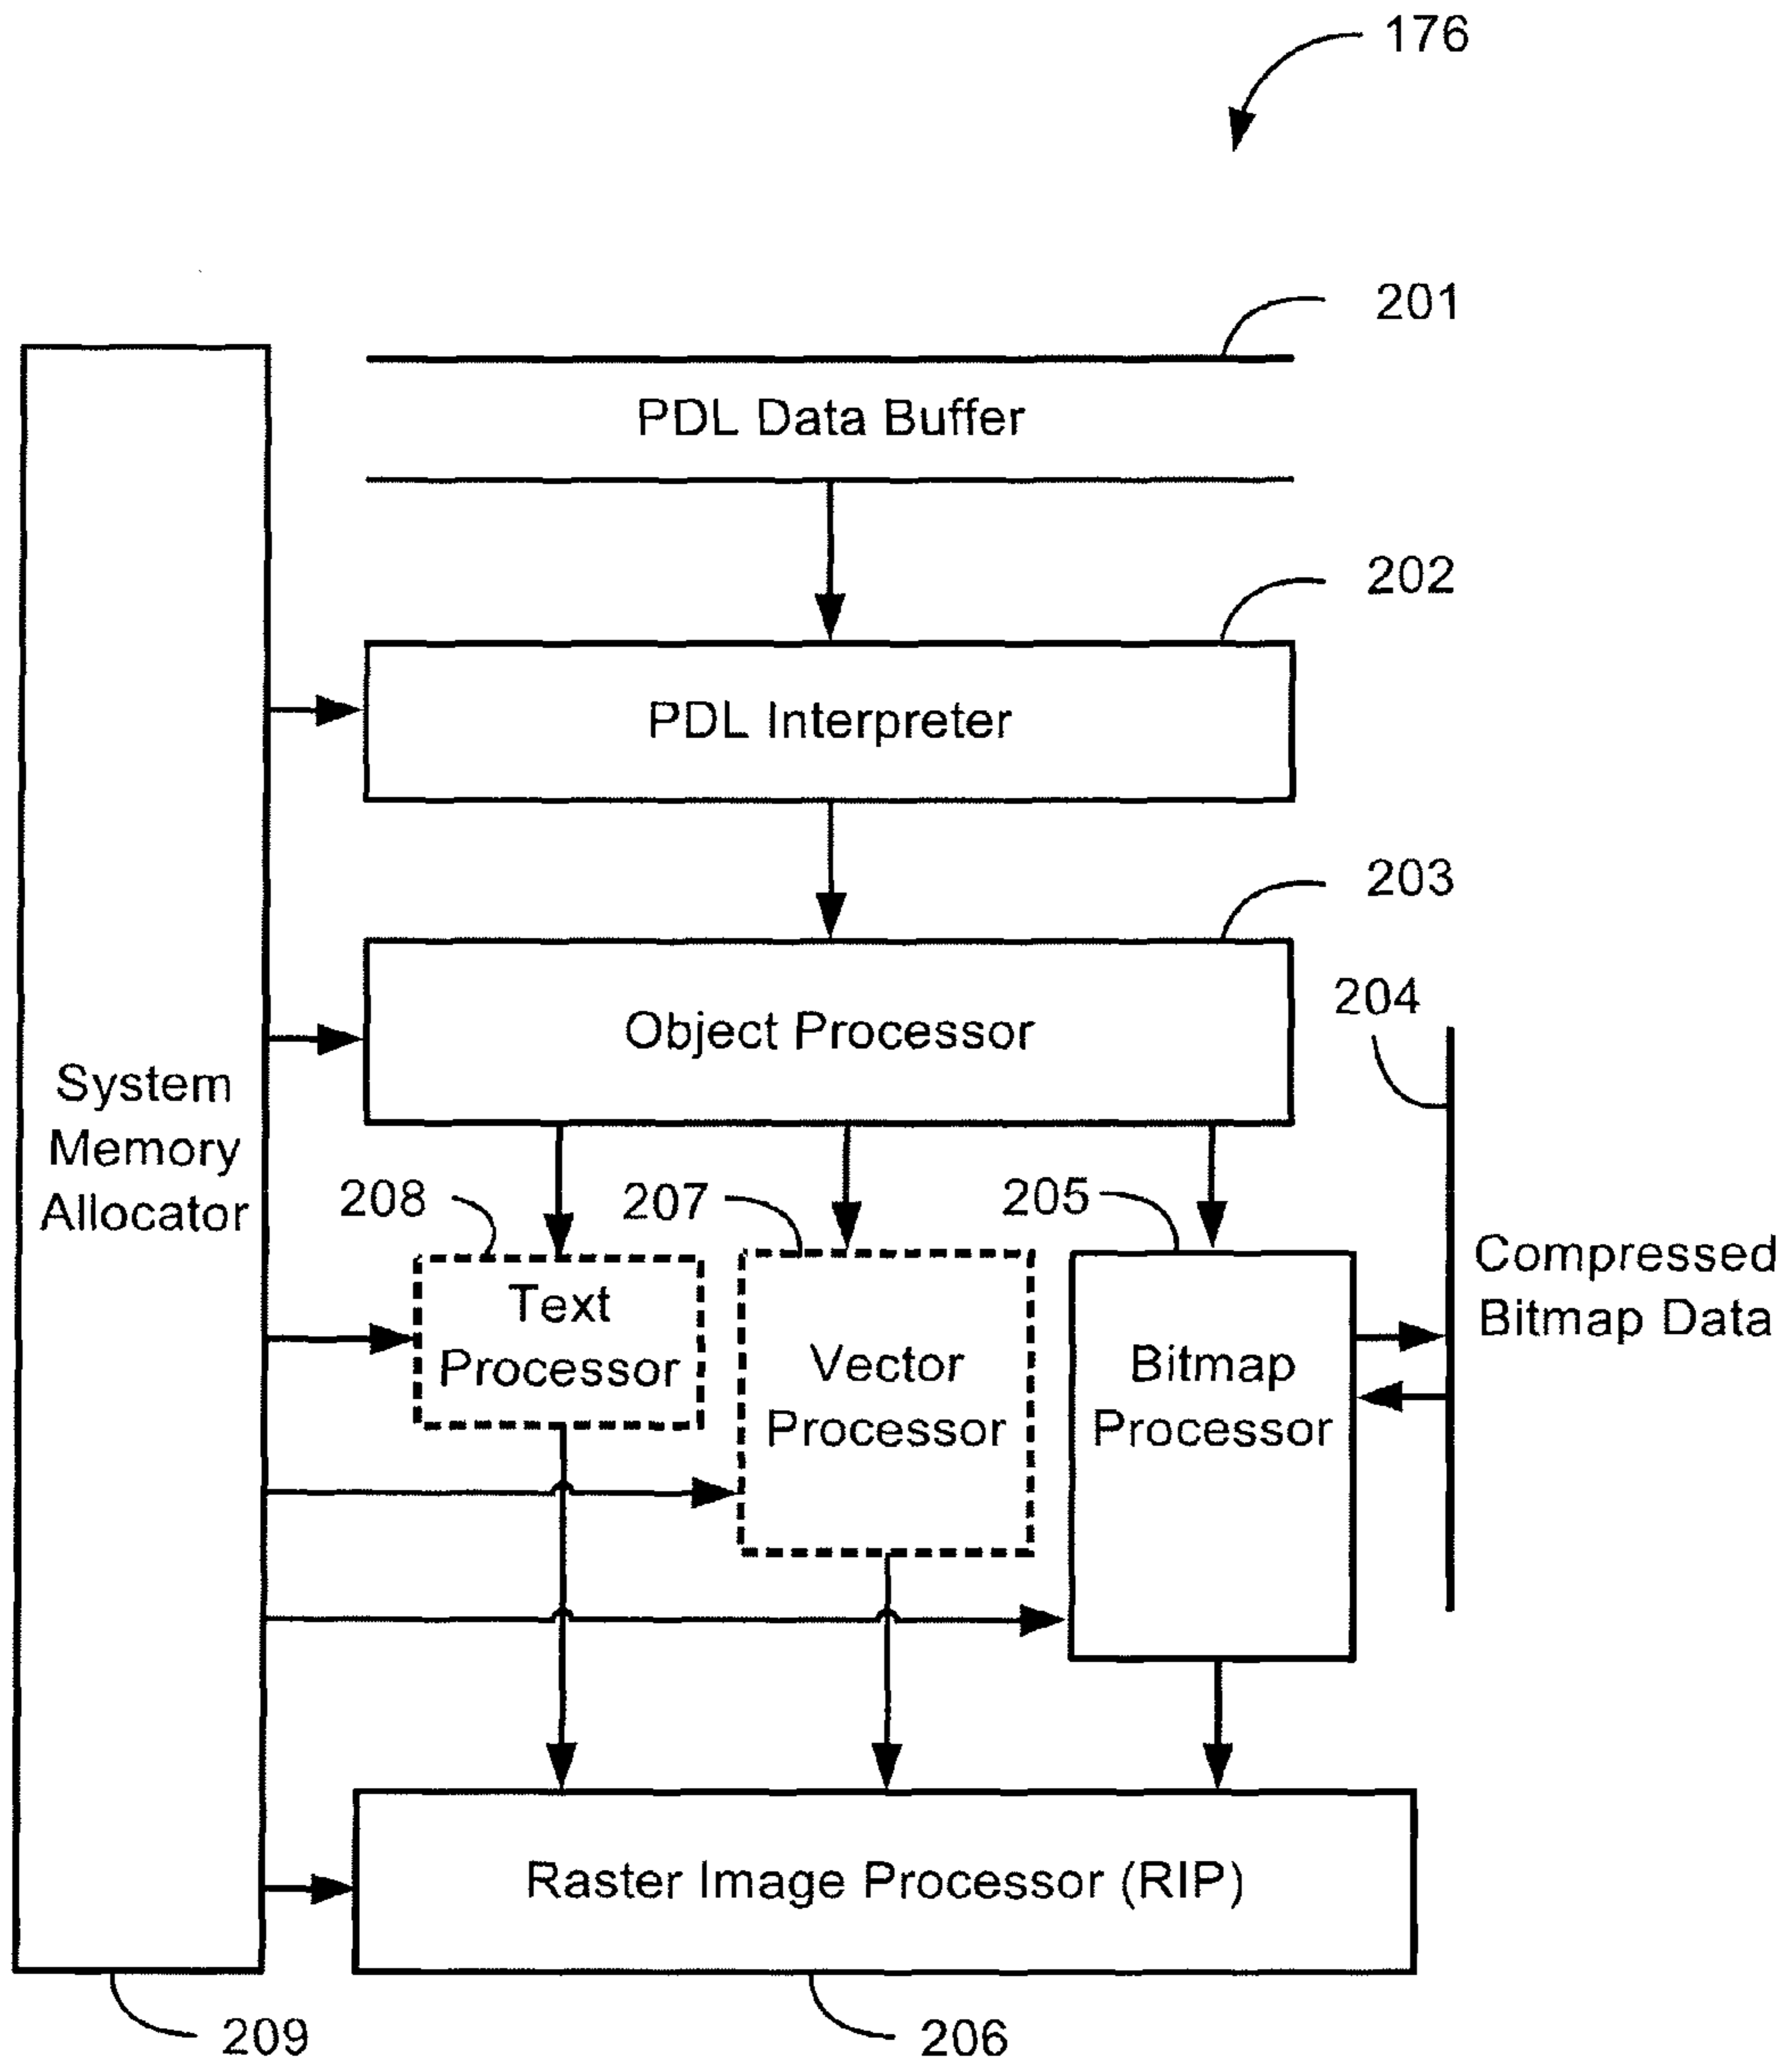 176
201
PDL Data Buffer
202
PDL Interpreter
203
Object Processor
204
System
Memory
Allocator
208
207
205
Text
Processor
Vector
Processor
Bitmap
Processor
Compressed
Bitmap Data
Raster Image Processor (RIP)
209
206